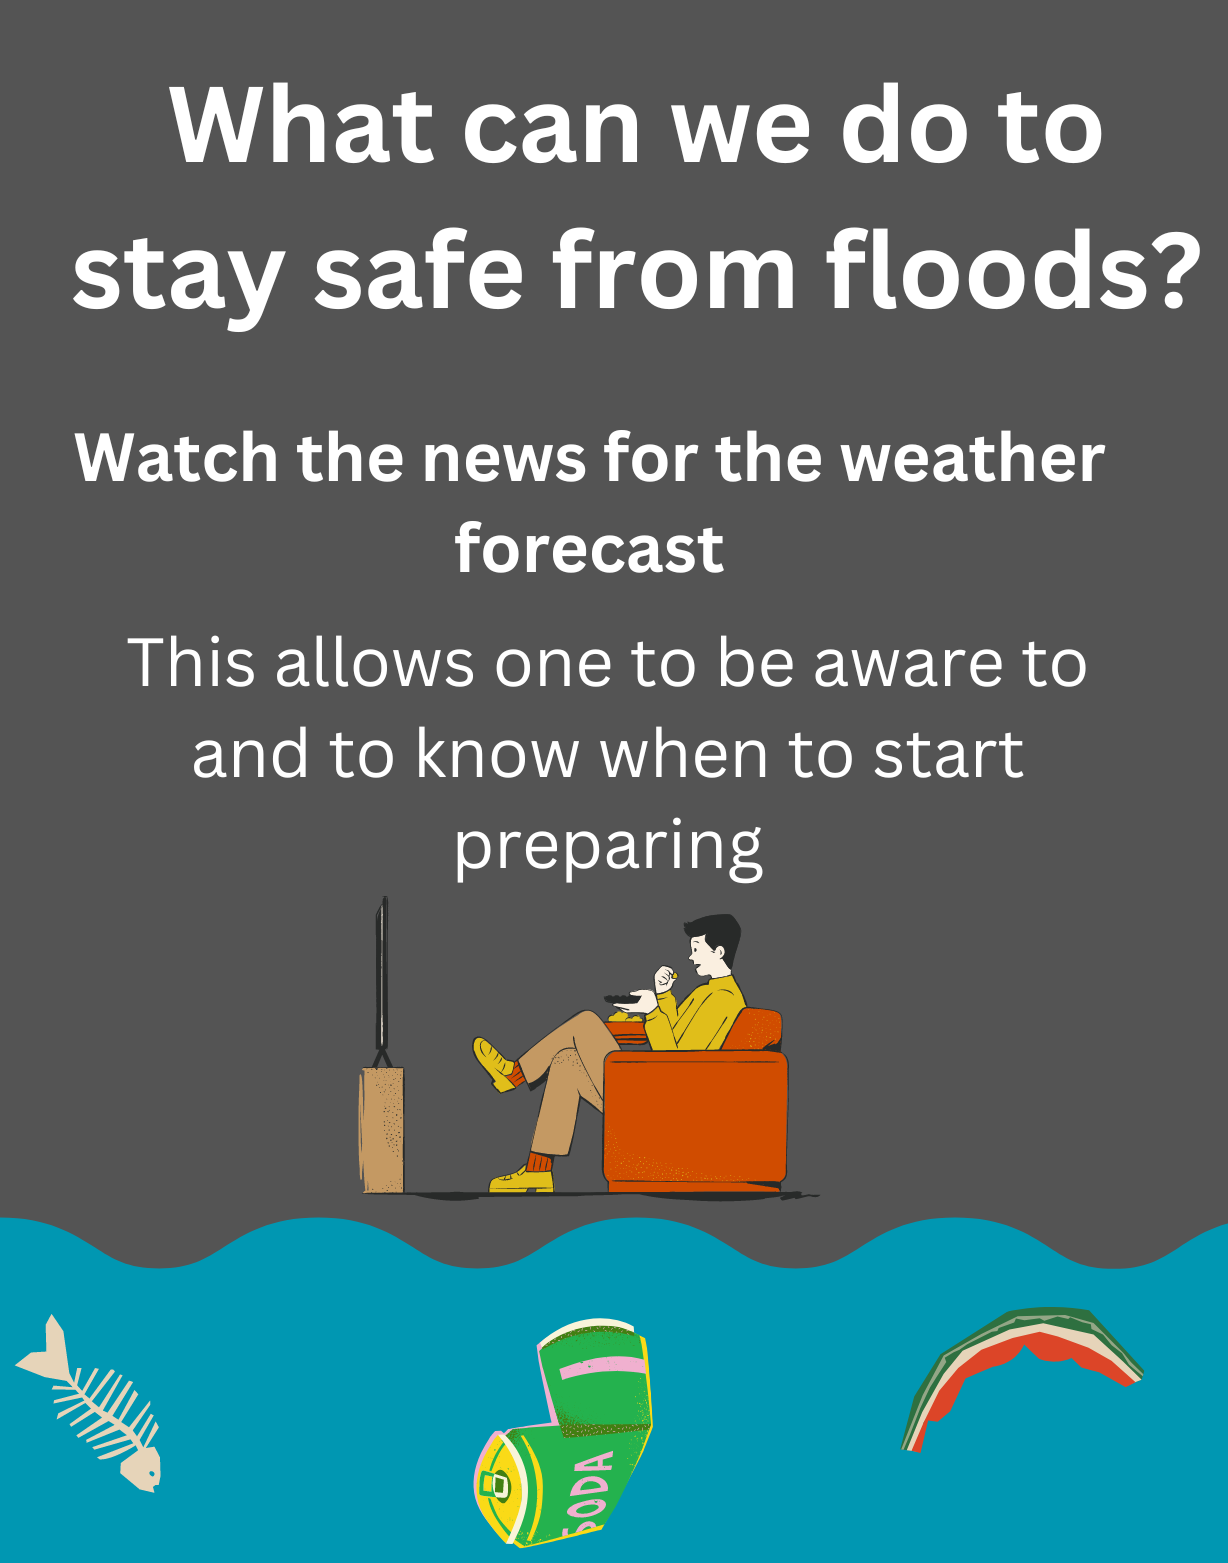 What can we do to
stay safe from floods?
Watch the news for the weather
forecast
This allows one to be aware to
and to know when to start
preparing
SODA